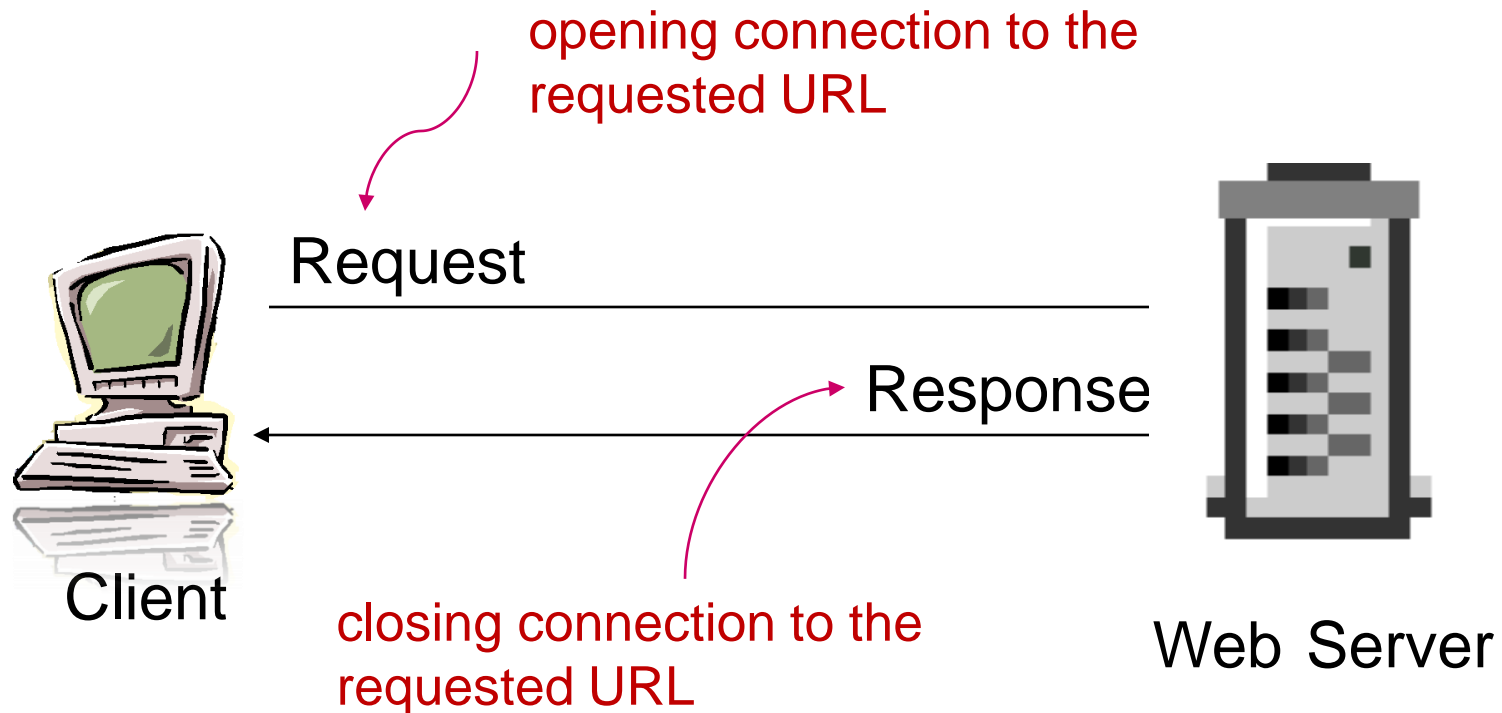 opening connection to the
requested URL
Request
Response
Client
closing connection to the
requested URL
Web Server